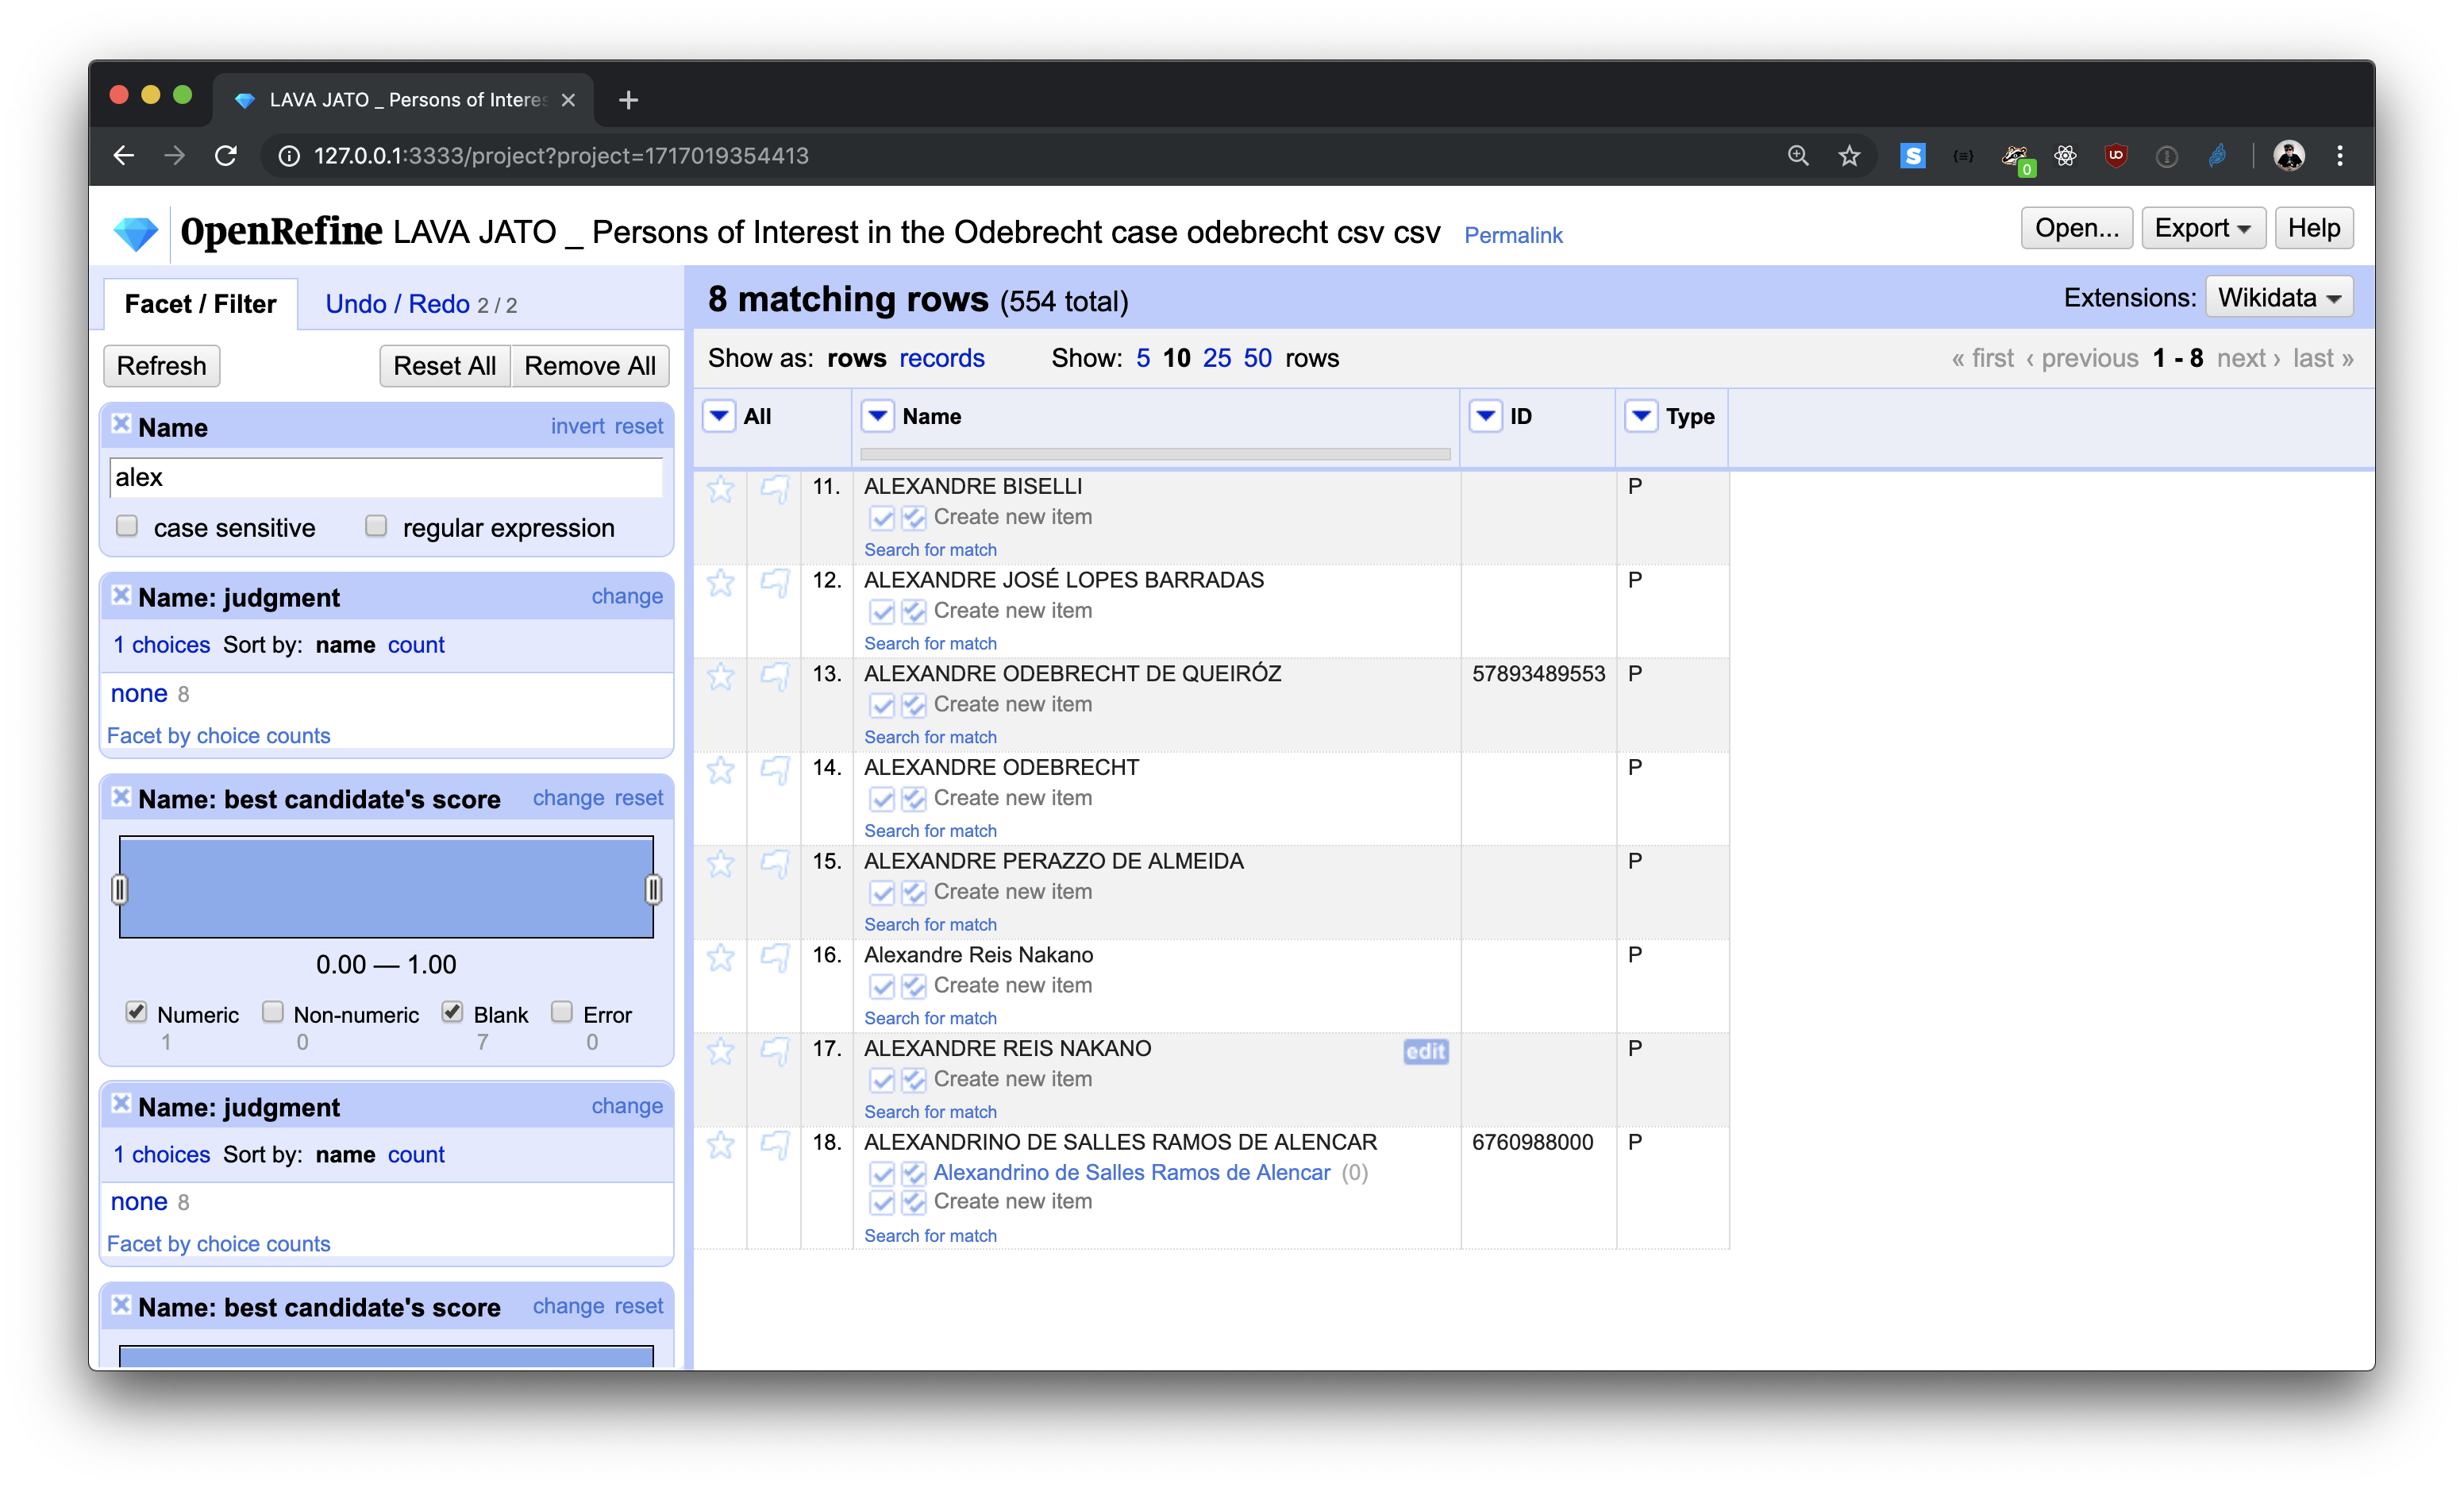 LAVA JATO _ Persons of Interes
127.0.0.1:3333/project?project=1717019354413
0
OpenRefine LAVA JATO _ Persons of Interest in the Odebrecht case odebrecht csv csv Permalink
Open... Export Help
Facet / Filter Undo / Redo 2 / 2
Refresh Reset All Remove All
Name invert reset
alex
case sensitive regular expression
Name: judgment change
1 choices Sort by: name count
none 8
Facet by choice counts
Name: best candidate's score change reset
0.00 — 1.00
Numeric Non-numeric Blank Error
1 0 7 0
Name: judgment change
1 choices Sort by: name count
none 8
Facet by choice counts
Name: best candidate's score change reset
8 matching rows (554 total)
Extensions: Wikidata
Show as: rows records Show: 5 10 25 50 rows
« first ‹ previous 1 - 8 next › last »
All Name ID Type
11. ALEXANDRE BISELLI P
Create new item
Search for match
12. ALEXANDRE JOSÉ LOPES BARRADAS P
Create new item
Search for match
13. ALEXANDRE ODEBRECHT DE QUEIRÓZ 57893489553 P
Create new item
Search for match
14. ALEXANDRE ODEBRECHT P
Create new item
Search for match
15. ALEXANDRE PERAZZO DE ALMEIDA P
Create new item
Search for match
16. Alexandre Reis Nakano P
Create new item
Search for match
17. ALEXANDRE REIS NAKANO edit P
Create new item
Search for match
18. ALEXANDRINO DE SALLES RAMOS DE ALENCAR 6760988000 P
Alexandrino de Salles Ramos de Alencar (0)
Create new item
Search for match